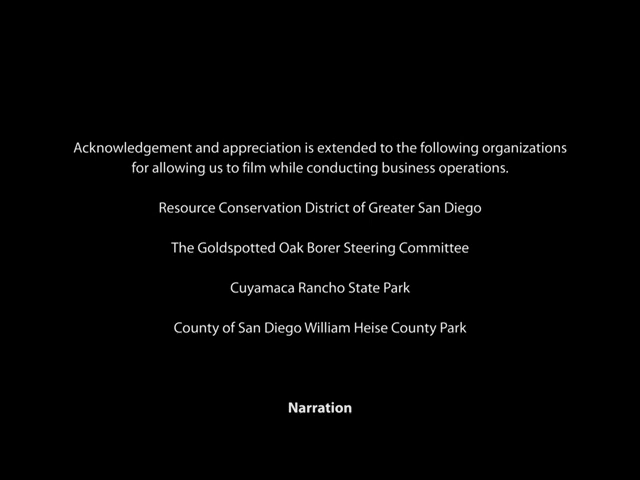 Acknowledgement and appreciation is extended to the following organizations
for allowing us to film while conducting business operations.
Resource Conservation District of Greater San Diego
The Goldspotted Oak Borer Steering Committee
Cuyamaca Rancho State Park
County of San Diego William Heise County Park
Narration